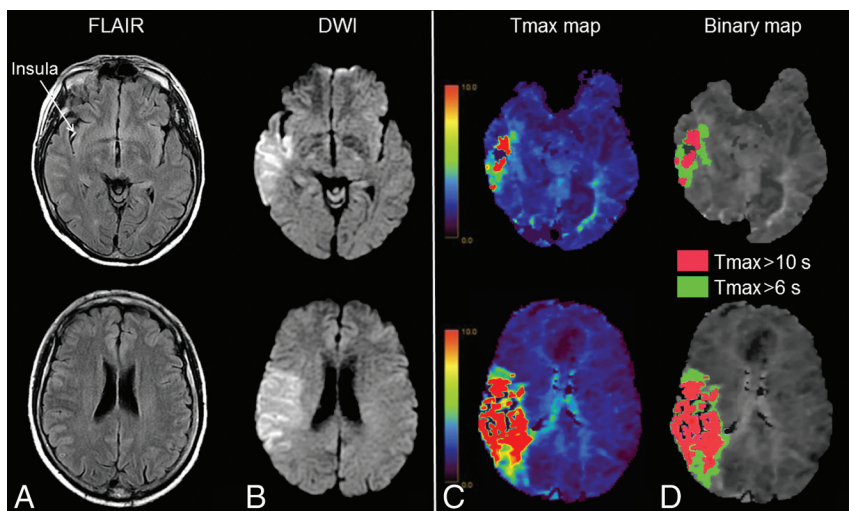 FLAIR
DWI
Tmax map
Binary map
Insula
10.0
0.0
Tmax>10 s
Tmax>6 s
10.0
0.0
A
B
C
D